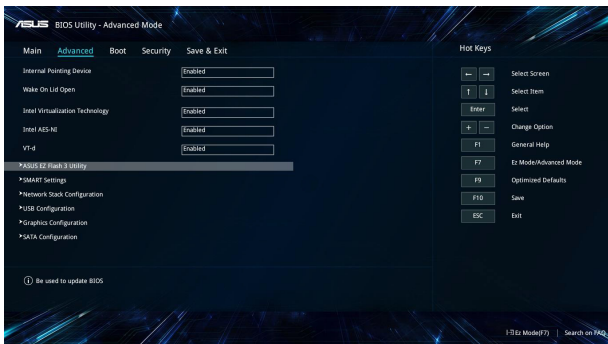 ASUS BIOS Utility - Advanced Mode
Main Advanced Boot Security Save & Exit
Hot Keys
Internal Pointing Device Enabled
Wake On Lid Open Enabled
Intel Virtualization Technology Enabled
Intel AES-NI Enabled
VT-d Enabled
>ASUS EZ Flash 3 Utility
>SMART Settings
>Network Stack Configuration
>USB Configuration
>Graphics Configuration
>SATA Configuration
← → Select Screen
↑ ↓ Select Item
Enter Select
+ − Change Option
F1 General Help
F7 Ez Mode/Advanced Mode
F9 Optimized Defaults
F10 Save
ESC Exit
i Be used to update BIOS
Ez Mode(F7) | Search on FAQ